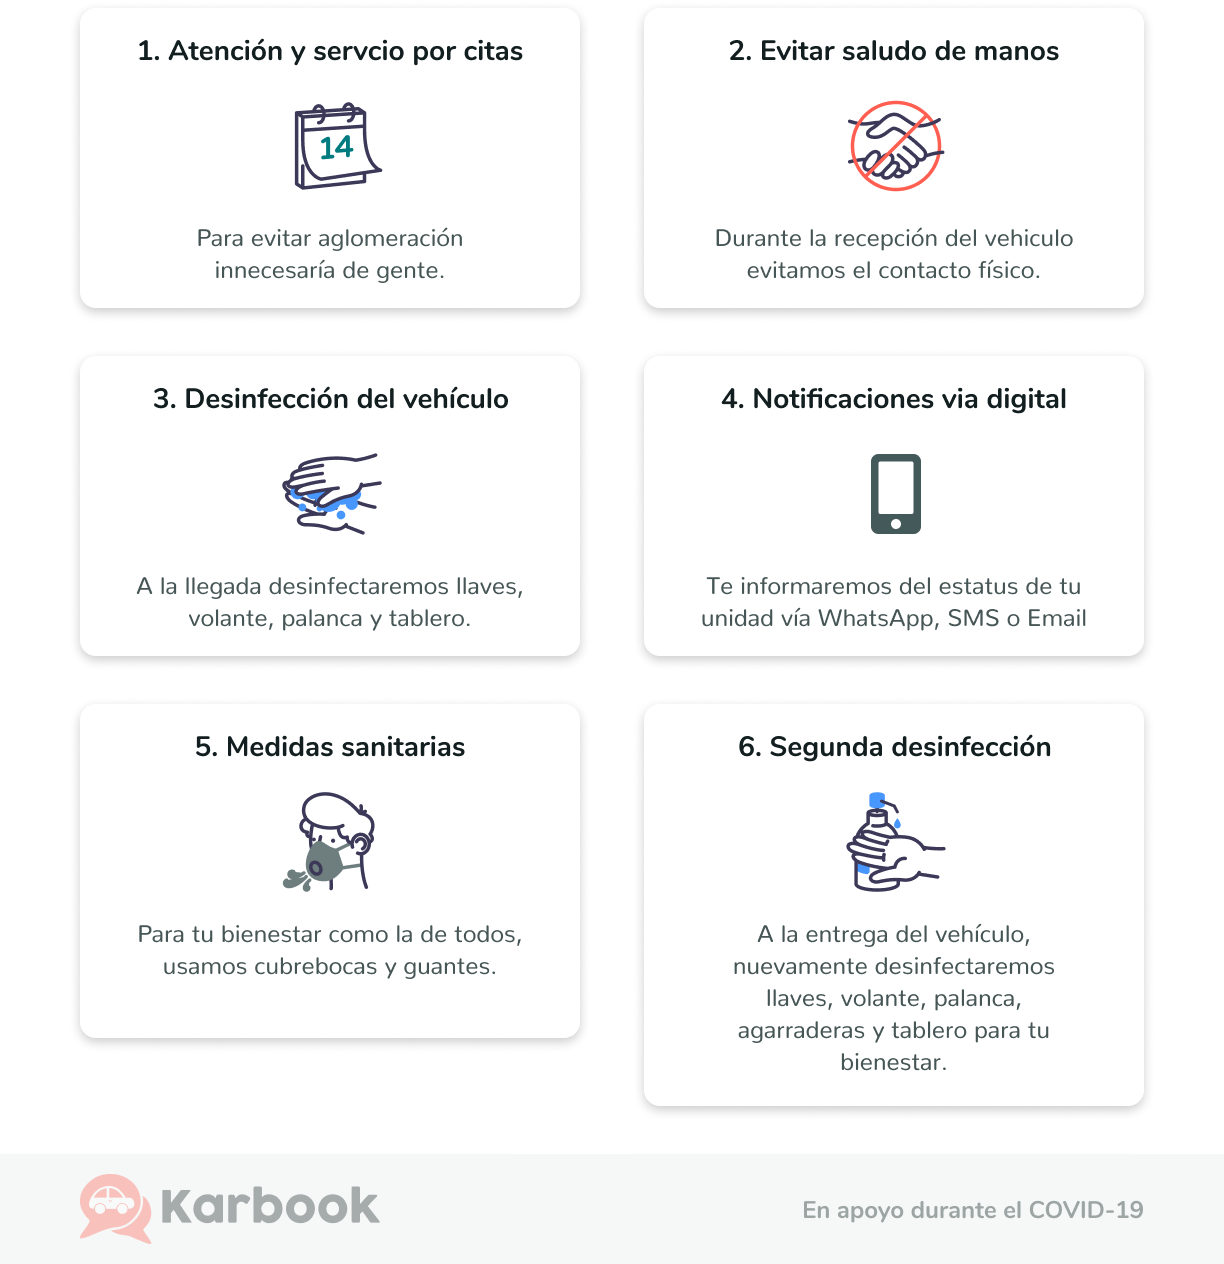 1. Atención y servcio por citas
14
Para evitar aglomeración
innecesaría de gente.
2. Evitar saludo de manos
Durante la recepción del vehiculo
evitamos el contacto físico.
3. Desinfección del vehículo
A la llegada desinfectaremos llaves,
volante, palanca y tablero.
4. Notificaciones via digital
Te informaremos del estatus de tu
unidad vía WhatsApp, SMS o Email
5. Medidas sanitarias
Para tu bienestar como la de todos,
usamos cubrebocas y guantes.
6. Segunda desinfección
A la entrega del vehículo,
nuevamente desinfectaremos
llaves, volante, palanca,
agarraderas y tablero para tu
bienestar.
Karbook
En apoyo durante el COVID-19